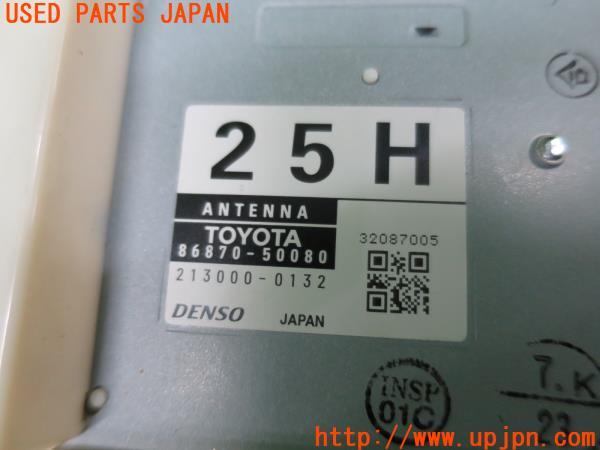 USED PARTS JAPAN
25H
ANTENNA
TOYOTA
86870-50080
32087005
213000-0132
DENSO JAPAN
INSP
01C
7.K
23
http://www.upjpn.com